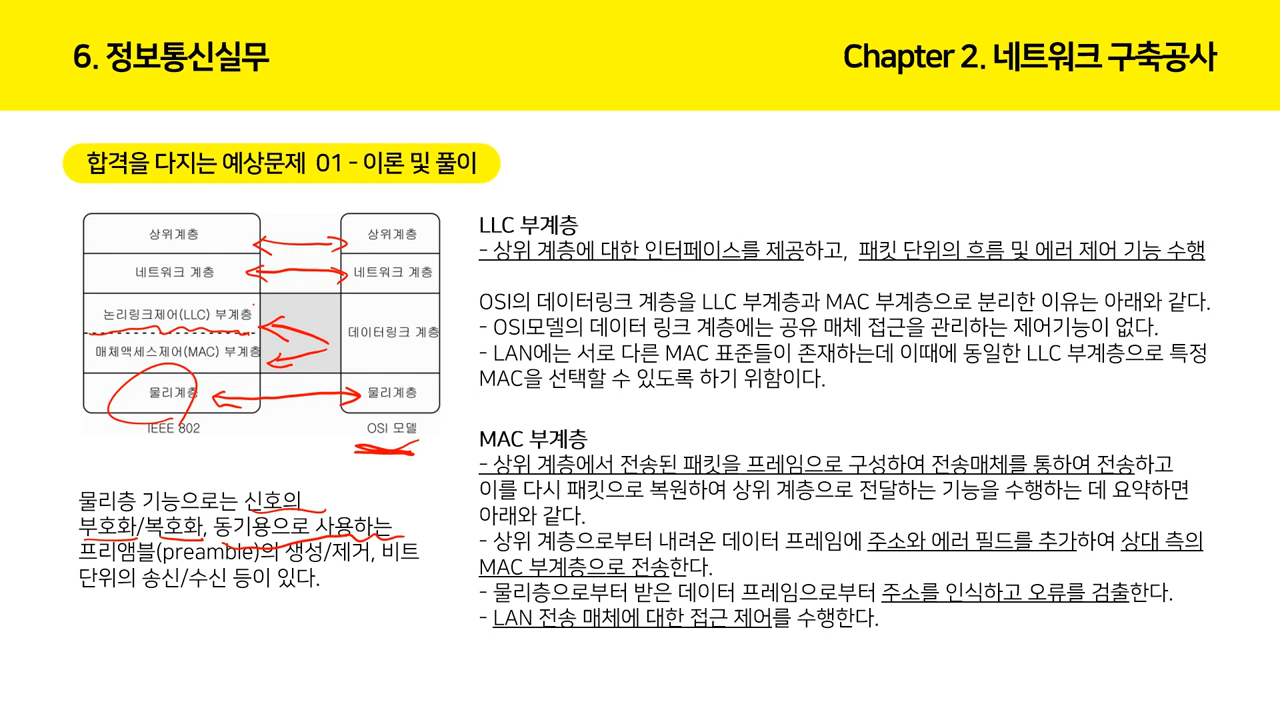 6. 정보통신실무
Chapter 2. 네트워크 구축공사
합격을 다지는 예상문제 01 - 이론 및 풀이
상위계층
상위계층
네트워크 계층
네트워크 계층
논리링크제어(LLC) 부계층
데이터링크 계층
매체액세스제어(MAC) 부계층
물리계층
물리계층
IEEE 802
OSI 모델
물리층 기능으로는 신호의
부호화/복호화, 동기용으로 사용하는
프리앰블(preamble)의 생성/제거, 비트
단위의 송신/수신 등이 있다.
LLC 부계층
- 상위 계층에 대한 인터페이스를 제공하고, 패킷 단위의 흐름 및 에러 제어 기능 수행
OSI의 데이터링크 계층을 LLC 부계층과 MAC 부계층으로 분리한 이유는 아래와 같다.
- OSI모델의 데이터 링크 계층에는 공유 매체 접근을 관리하는 제어기능이 없다.
- LAN에는 서로 다른 MAC 표준들이 존재하는데 이때에 동일한 LLC 부계층으로 특정
MAC을 선택할 수 있도록 하기 위함이다.
MAC 부계층
- 상위 계층에서 전송된 패킷을 프레임으로 구성하여 전송매체를 통하여 전송하고
이를 다시 패킷으로 복원하여 상위 계층으로 전달하는 기능을 수행하는 데 요약하면
아래와 같다.
- 상위 계층으로부터 내려온 데이터 프레임에 주소와 에러 필드를 추가하여 상대 측의
MAC 부계층으로 전송한다.
- 물리층으로부터 받은 데이터 프레임으로부터 주소를 인식하고 오류를 검출한다.
- LAN 전송 매체에 대한 접근 제어를 수행한다.